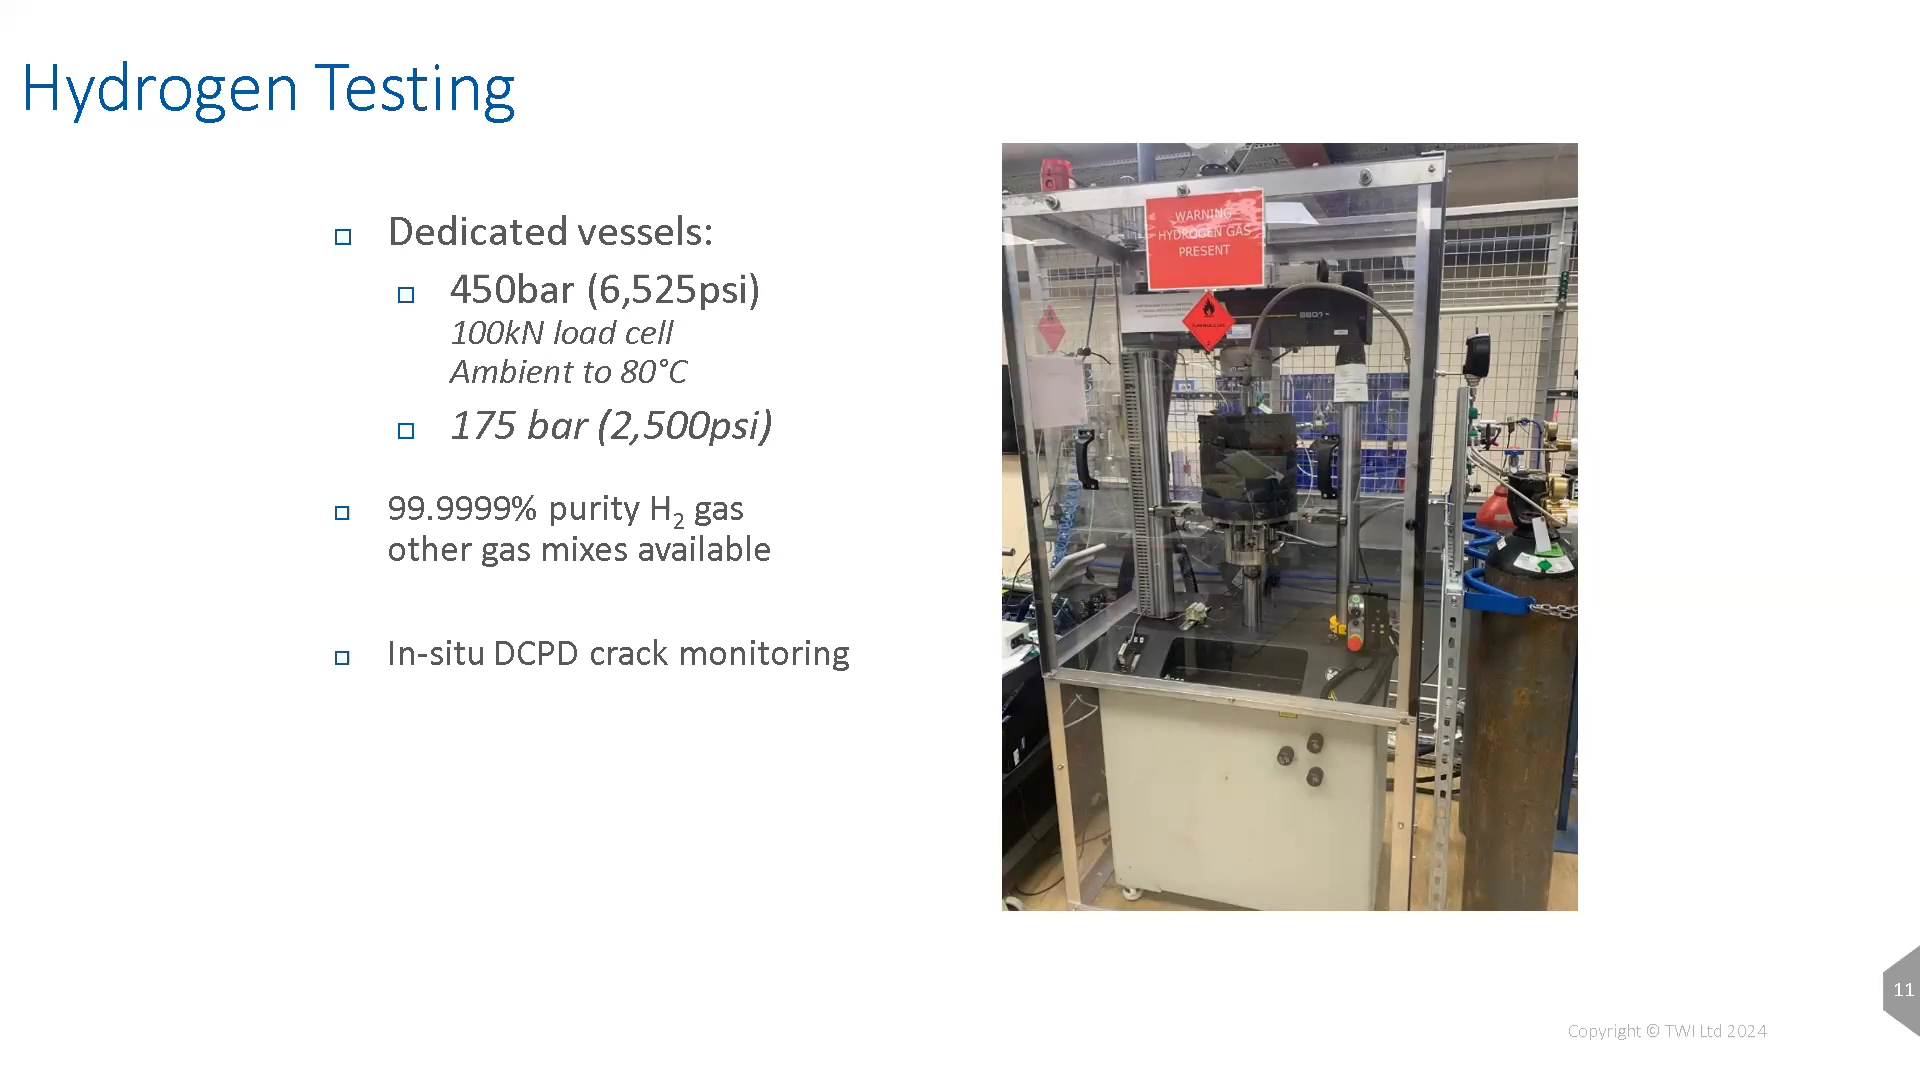 Hydrogen Testing
Dedicated vessels:
450bar (6,525psi)
100kN load cell
Ambient to 80°C
175 bar (2,500psi)
99.9999% purity H₂ gas
other gas mixes available
In-situ DCPD crack monitoring
WARNING
HYDROGEN GAS
PRESENT
11
Copyright © TWI Ltd 2024